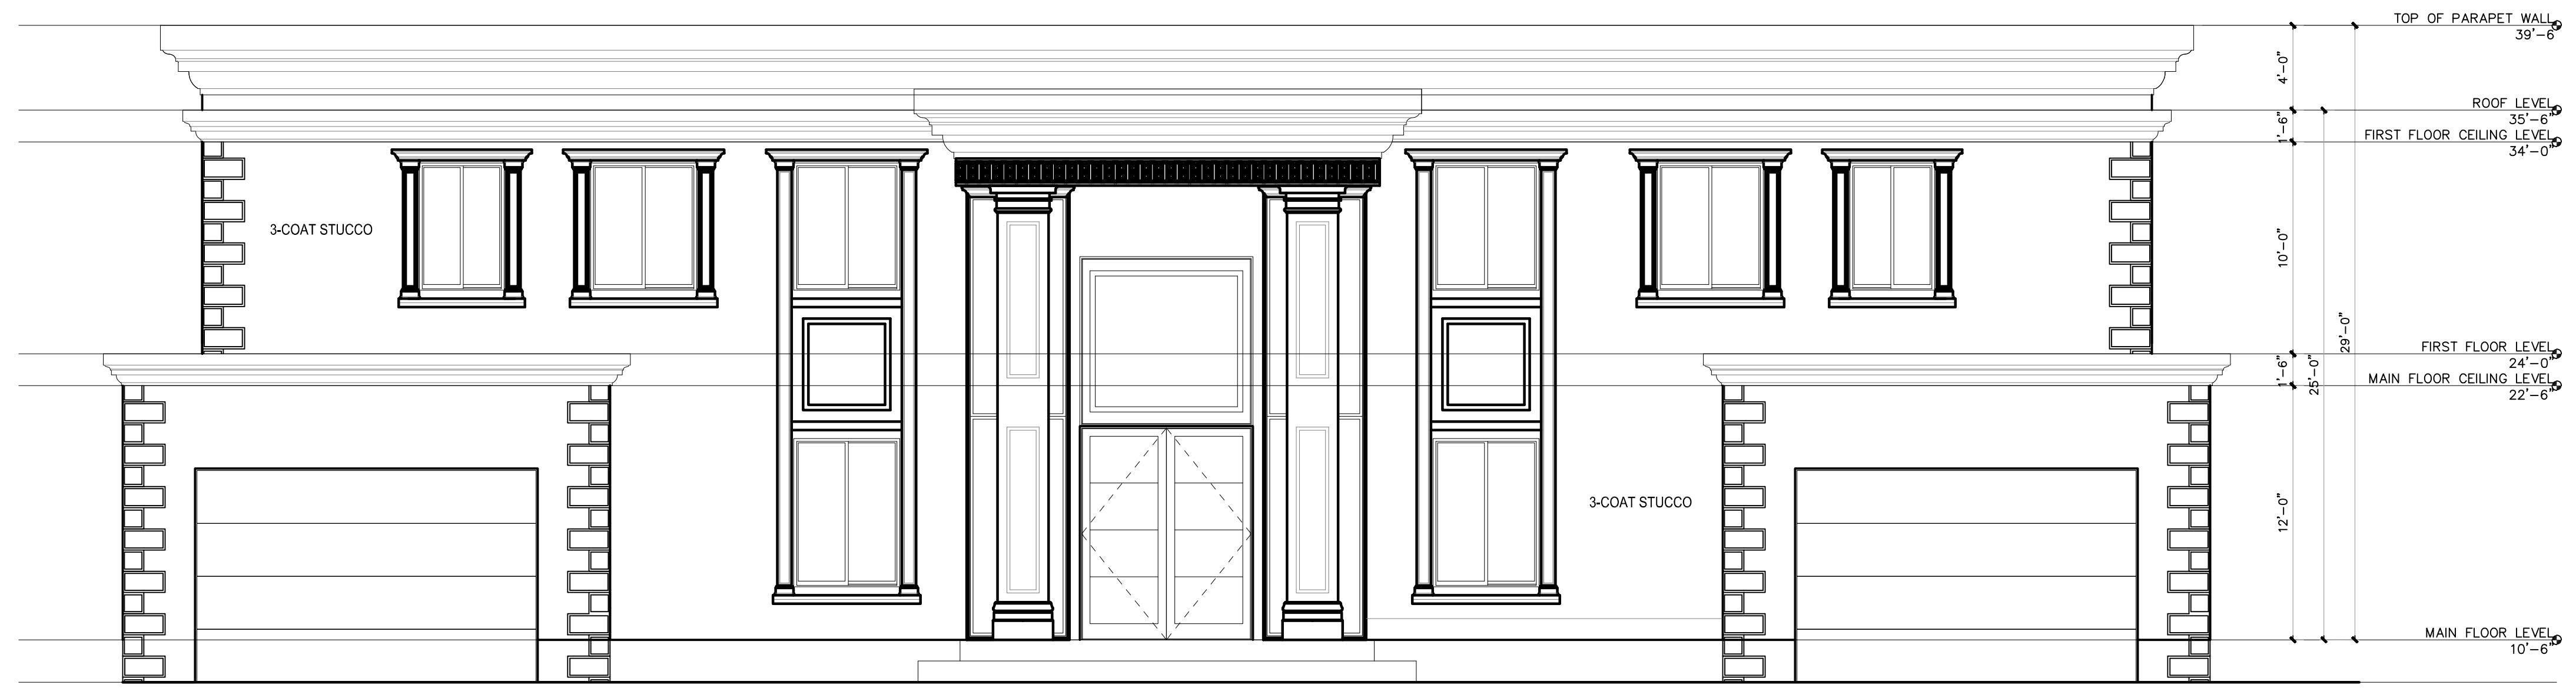 TOP OF PARAPET WALL
39'-6
4'-0"
ROOF LEVEL
35'-6"
1'-6"
FIRST FLOOR CEILING LEVEL
34'-0"
3-COAT STUCCO
10'-0"
29'-0"
FIRST FLOOR LEVEL
24'-0"
1'-6"
25'-0"
MAIN FLOOR CEILING LEVEL
22'-6"
3-COAT STUCCO
12'-0"
MAIN FLOOR LEVEL
10'-6"